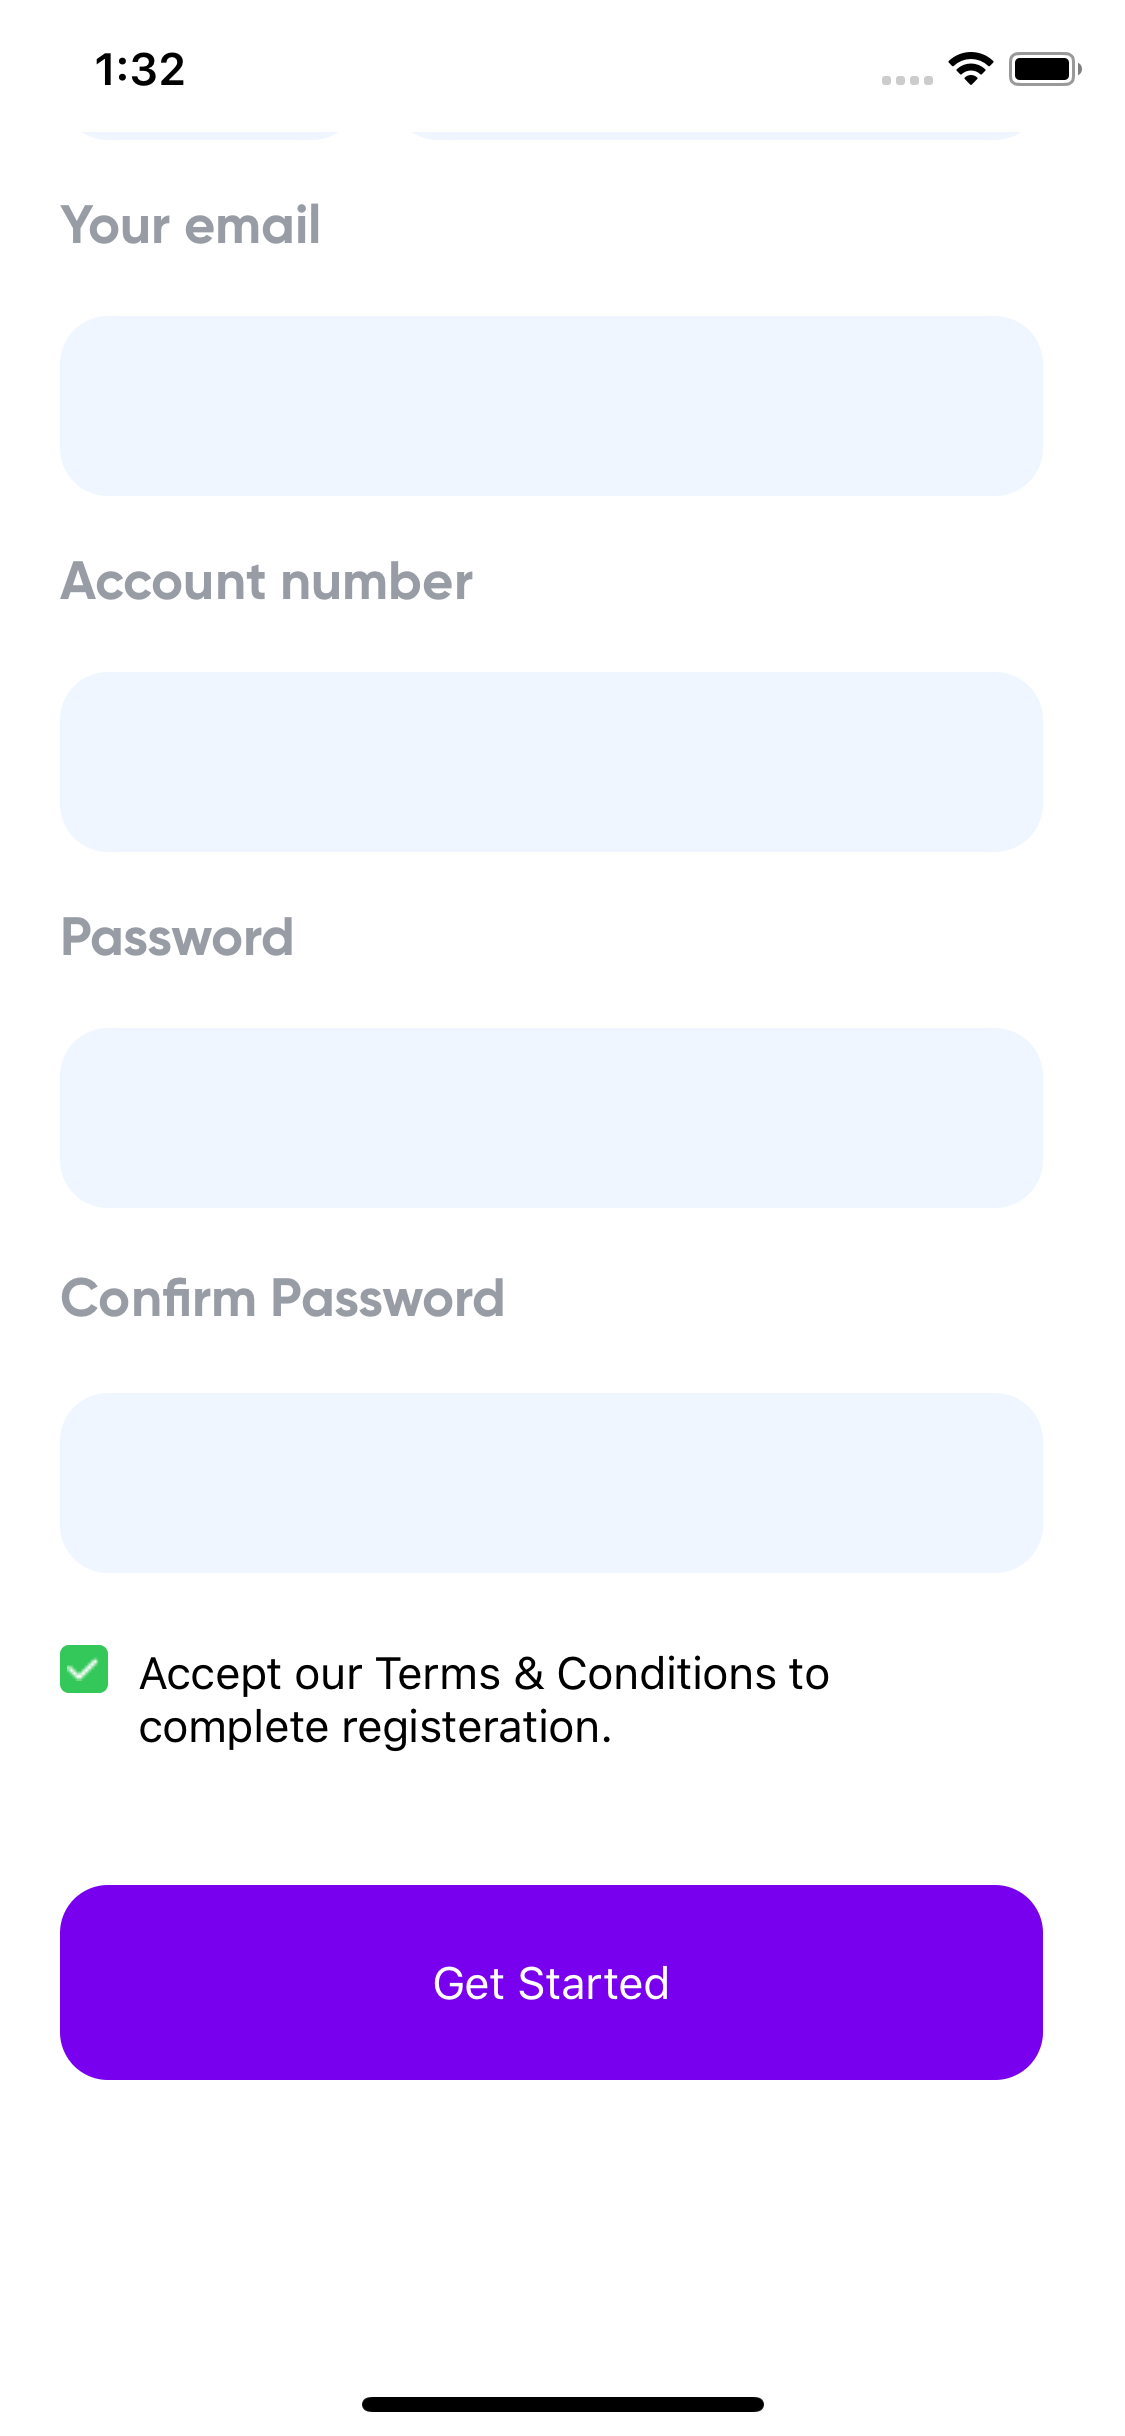 1:32
Your email
Account number
Password
Confirm Password
Accept our Terms & Conditions to
complete registeration.
Get Started